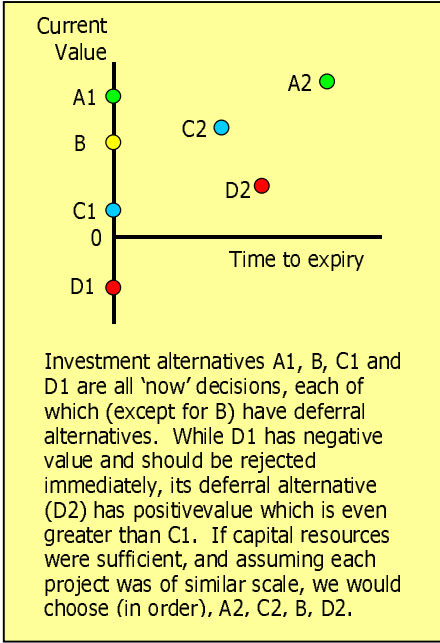 Current
Value
A1
A2
B
C2
D2
C1
0
Time to expiry
D1
Investment alternatives A1, B, C1 and
D1 are all ‘now’ decisions, each of
which (except for B) have deferral
alternatives. While D1 has negative
value and should be rejected
immediately, its deferral alternative
(D2) has positivevalue which is even
greater than C1. If capital resources
were sufficient, and assuming each
project was of similar scale, we would
choose (in order), A2, C2, B, D2.